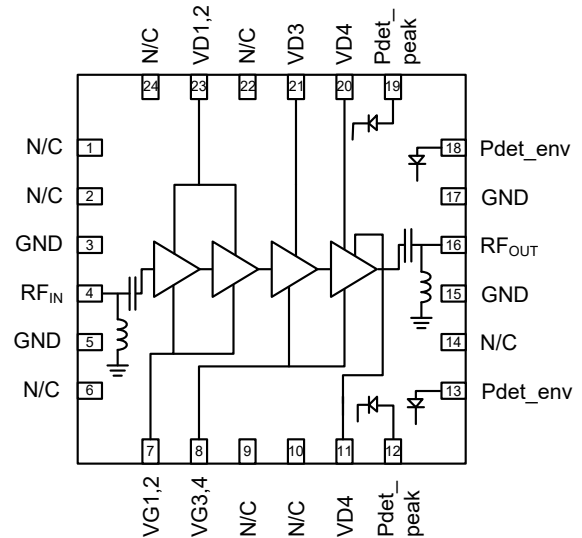 N/C
VD1,2
N/C
VD3
VD4
Pdet_
peak
24
23
22
21
20
19
N/C
1
18
Pdet_env
N/C
2
17
GND
GND
3
16
RFOUT
RFIN
4
15
GND
GND
5
14
N/C
N/C
6
13
Pdet_env
7
8
9
10
11
12
VG1,2
VG3,4
N/C
N/C
VD4
Pdet_
peak